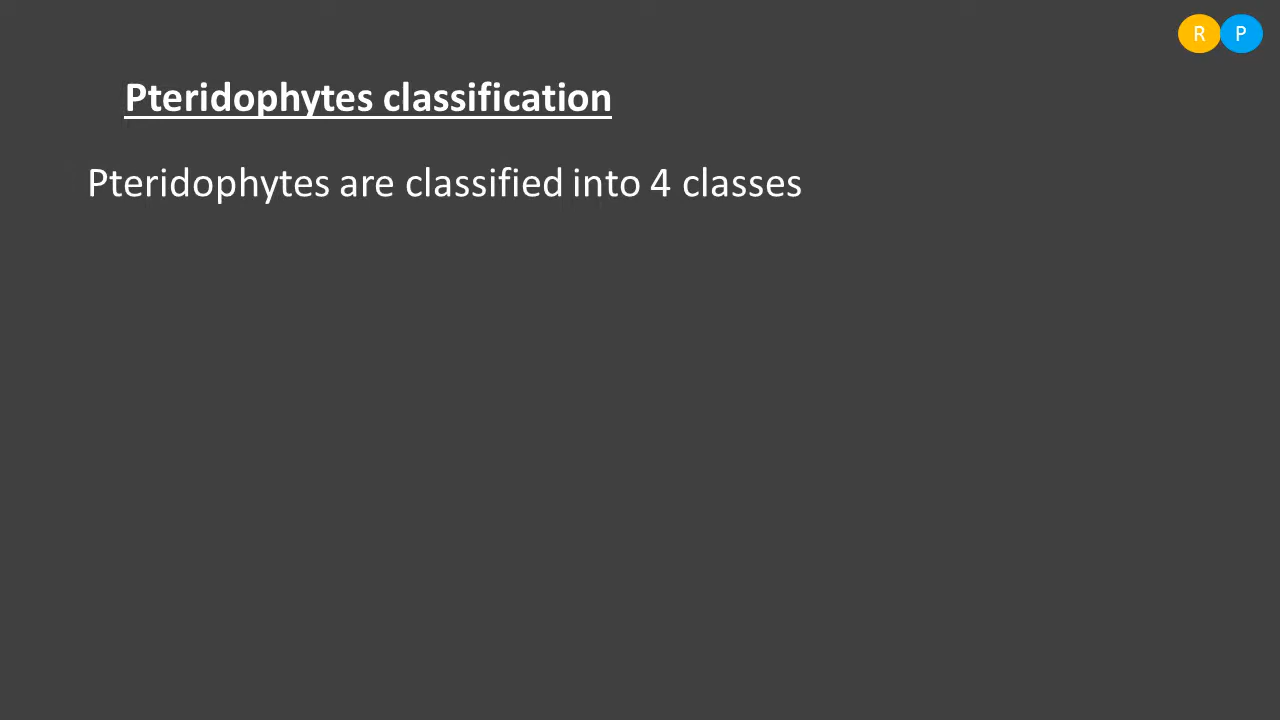 R P
Pteridophytes classification
Pteridophytes are classified into 4 classes